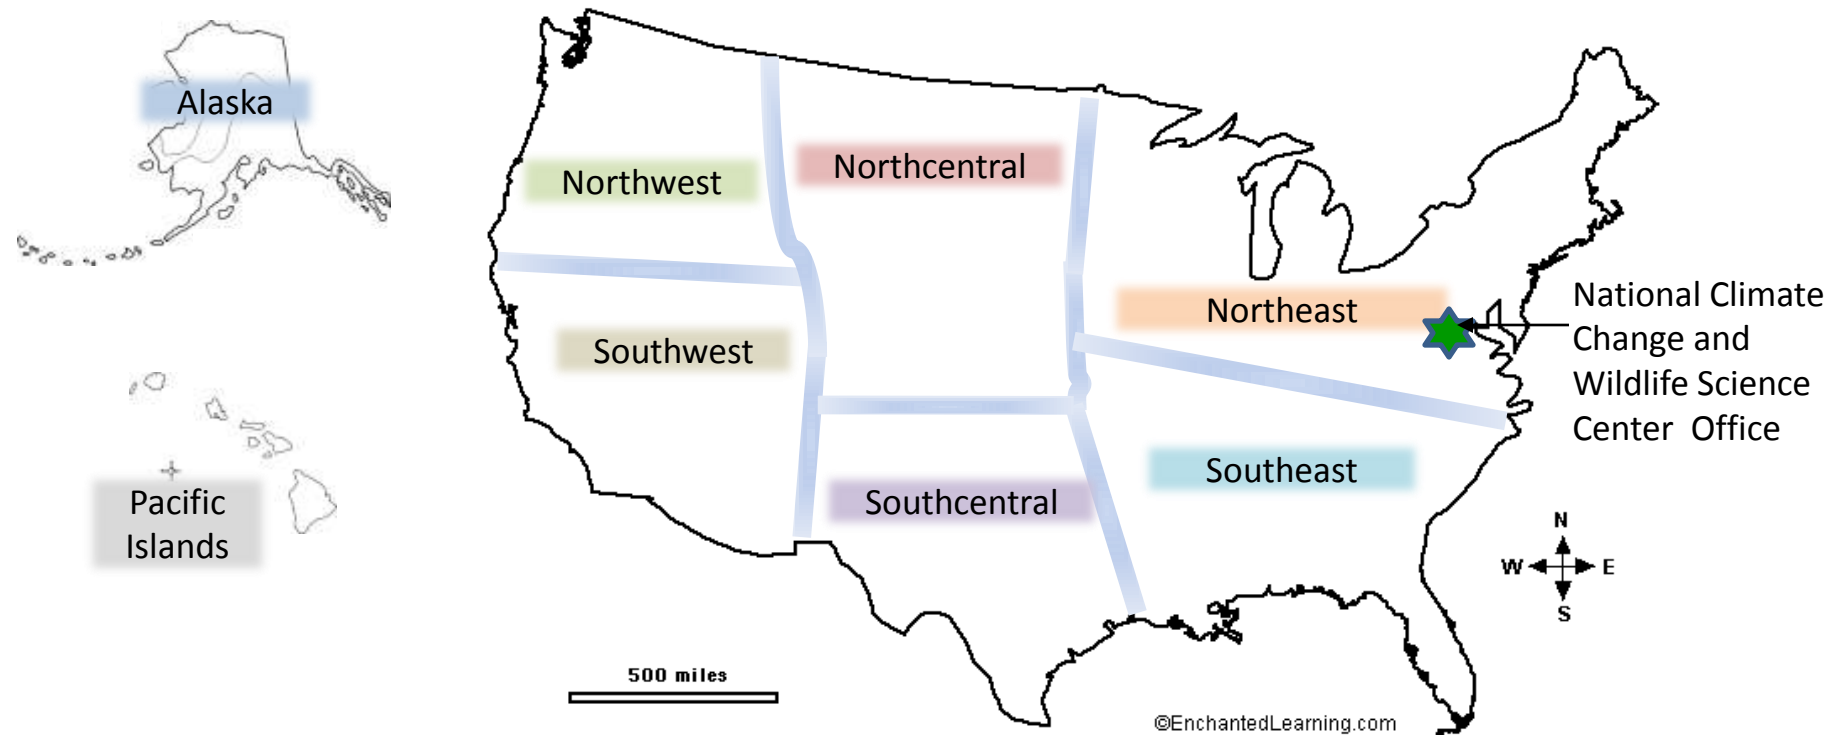 Alaska
Northwest
Northcentral
Northeast
National Climate
Change and
Wildlife Science
Center Office
Southwest
Southeast
Southcentral
Pacific
Islands
N
W E
S
500 miles
©EnchantedLearning.com